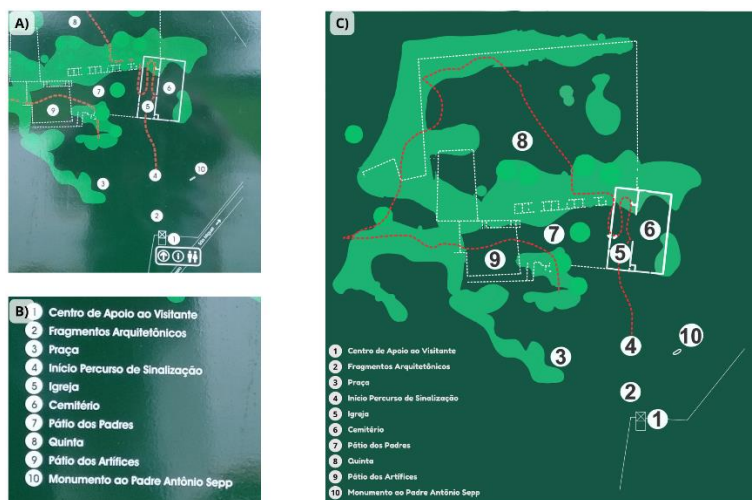 A)
8
6
7
5
9
4
3
10
2
1
B)
1 Centro de Apoio ao Visitante
2 Fragmentos Arquitetônicos
3 Praça
4 Início Percurso de Sinalização
5 Igreja
6 Cemitério
7 Pátio dos Padres
8 Quinta
9 Pátio dos Artífices
10 Monumento ao Padre Antônio Sepp
C)
8
7
6
5
9
4
10
3
2
1
1 Centro de Apoio ao Visitante
2 Fragmentos Arquitetônicos
3 Praça
4 Início Percurso de Sinalização
5 Igreja
6 Cemitério
7 Pátio dos Padres
8 Quinta
9 Pátio dos Artífices
10 Monumento ao Padre Antônio Sepp